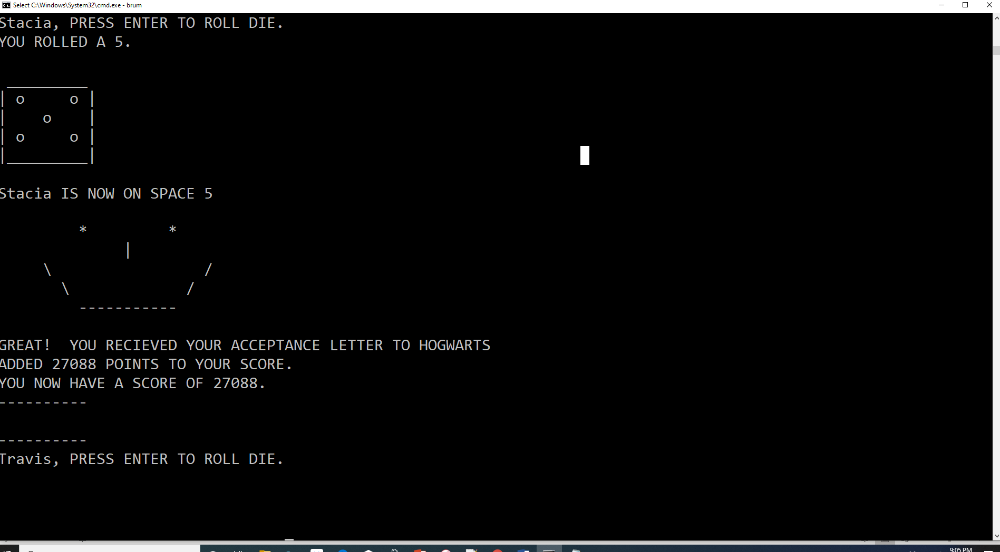 Select C:\Windows\System32\cmd.exe - brum
Stacia, PRESS ENTER TO ROLL DIE.
YOU ROLLED A 5.
 _________
| o     o |
|    o    |
| o     o |
|_________|
Stacia IS NOW ON SPACE 5
         *         *
              |
     \                 /
       \             /
         -----------
GREAT!  YOU RECIEVED YOUR ACCEPTANCE LETTER TO HOGWARTS
ADDED 27088 POINTS TO YOUR SCORE.
YOU NOW HAVE A SCORE OF 27088.
----------
----------
Travis, PRESS ENTER TO ROLL DIE.
9:05 PM